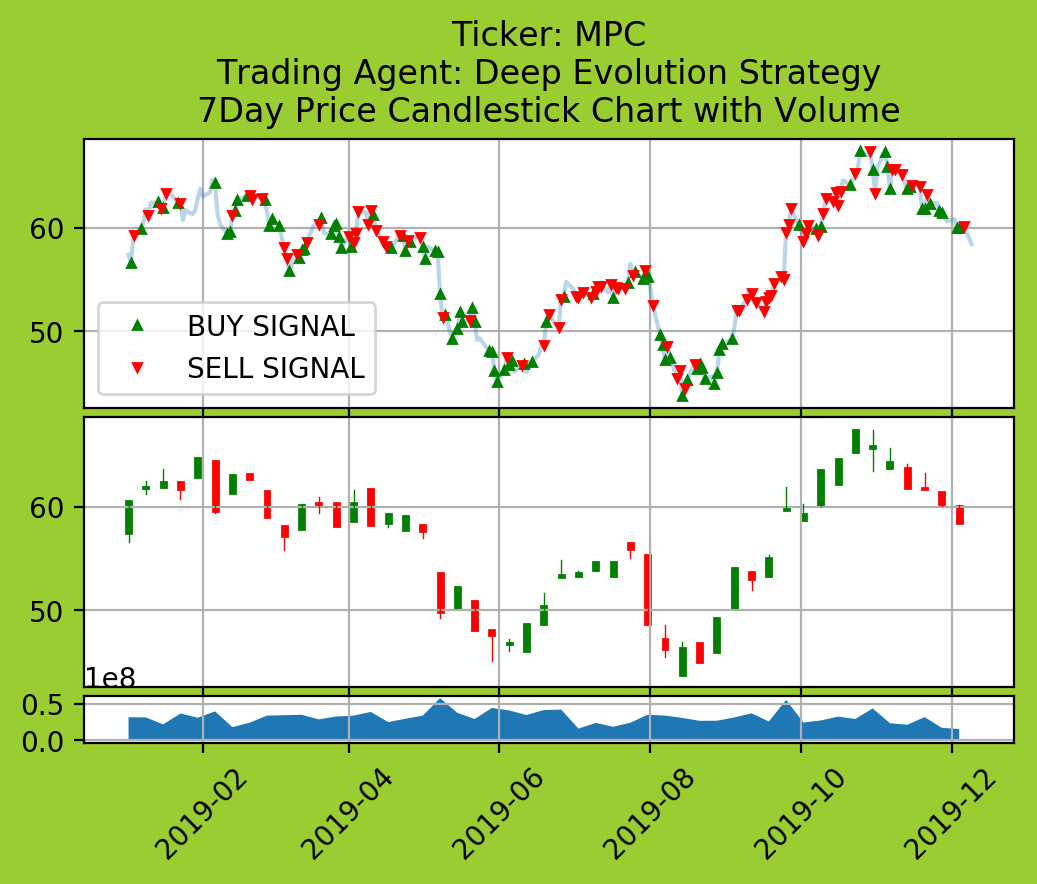 Ticker: MPC
Trading Agent: Deep Evolution Strategy
7Day Price Candlestick Chart with Volume
60
50
BUY SIGNAL
SELL SIGNAL
60
50
1e8
0.5
0.0
2019-02
2019-04
2019-06
2019-08
2019-10
2019-12